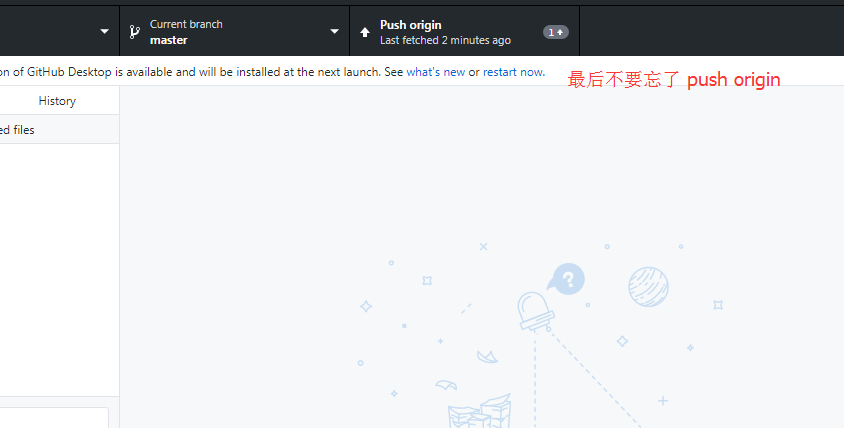 Current branch
master
Push origin
Last fetched 2 minutes ago
1
on of GitHub Desktop is available and will be installed at the next launch. See what's new or restart now.
最后不要忘了 push origin
History
ed files
?